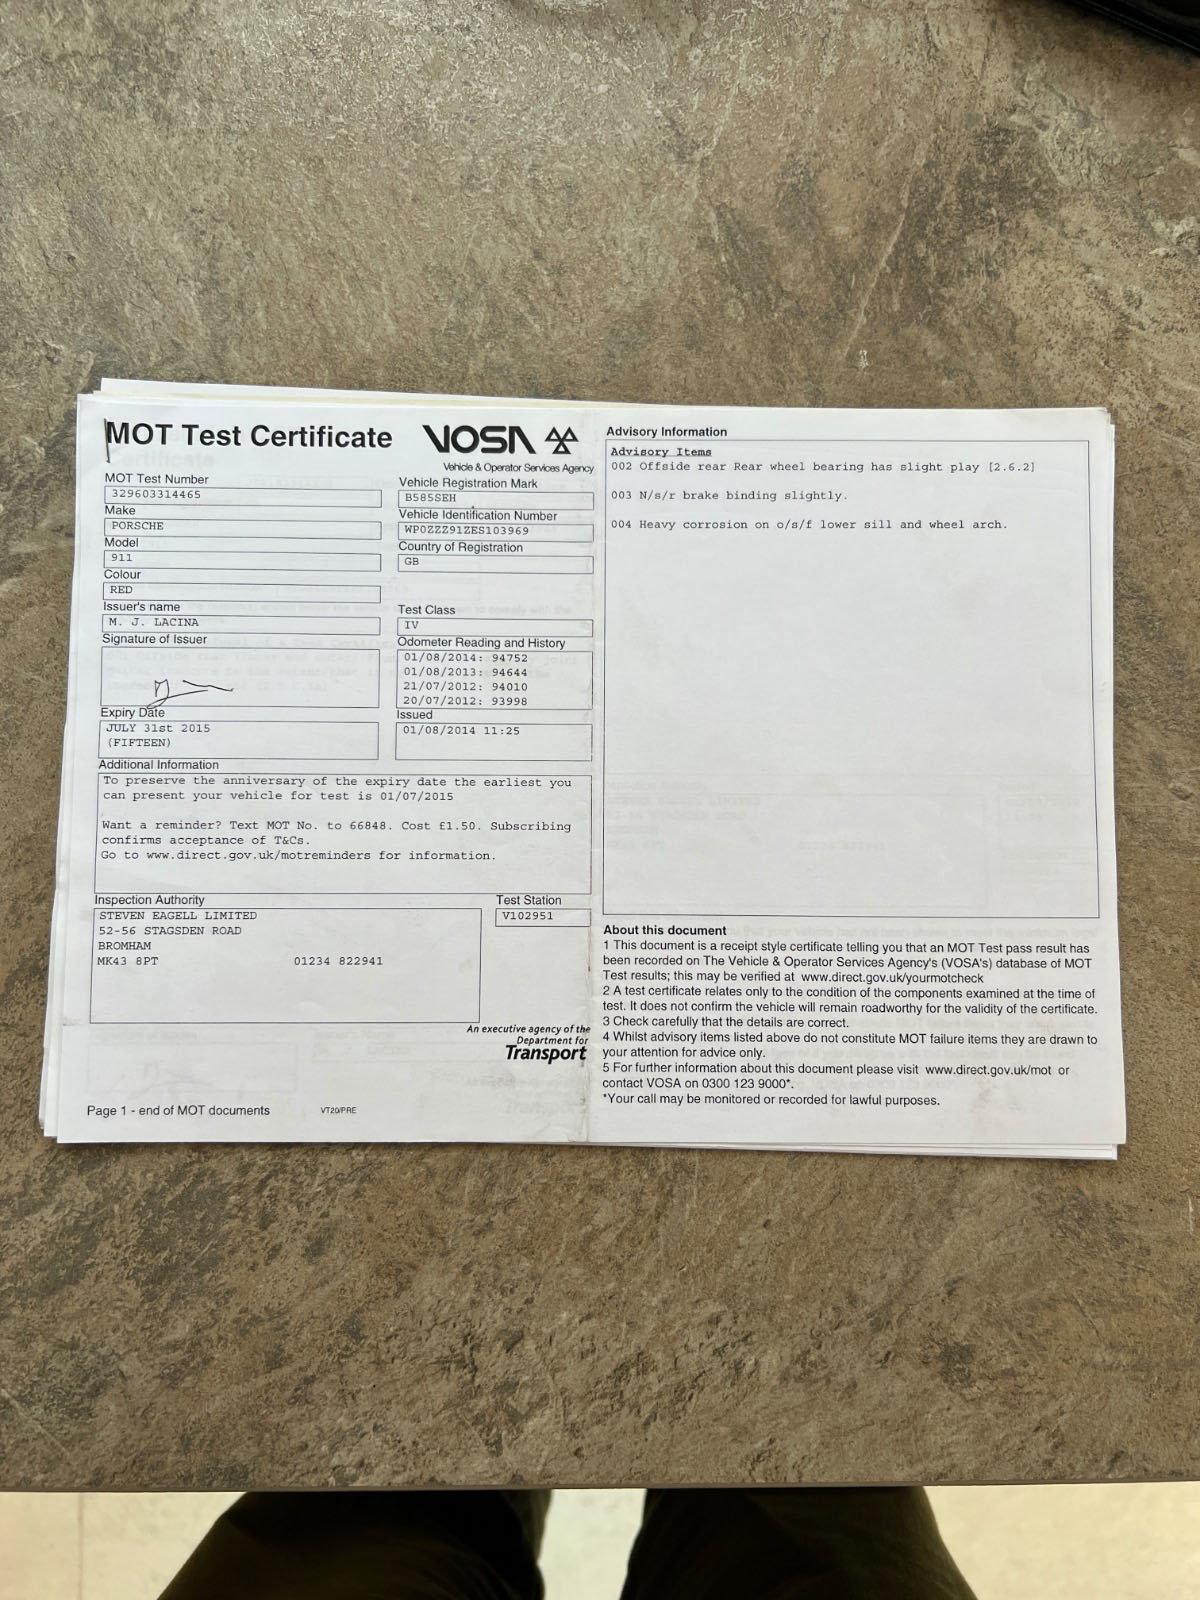 MOT Test Certificate
VOSA
Vehicle & Operator Services Agency
MOT Test Number
329603314465
Make
PORSCHE
Model
911
Colour
RED
Issuer's name
M. J. LACINA
Signature of Issuer
Expiry Date
JULY 31st 2015
(FIFTEEN)
Vehicle Registration Mark
B585SEH
Vehicle Identification Number
WP0ZZZ91ZES103969
Country of Registration
GB
Test Class
IV
Odometer Reading and History
01/08/2014: 94752
01/08/2013: 94644
21/07/2012: 94010
20/07/2012: 93998
Issued
01/08/2014 11:25
Additional Information
To preserve the anniversary of the expiry date the earliest you
can present your vehicle for test is 01/07/2015
Want a reminder? Text MOT No. to 66848. Cost £1.50. Subscribing
confirms acceptance of T&Cs.
Go to www.direct.gov.uk/motreminders for information.
Inspection Authority
STEVEN EAGELL LIMITED
52-56 STAGSDEN ROAD
BROMHAM
MK43 8PT 01234 822941
Test Station
V102951
An executive agency of the
Department for
Transport
Page 1 - end of MOT documents VT20/PRE
Advisory Information
Advisory Items
002 Offside rear Rear wheel bearing has slight play [2.6.2]
003 N/s/r brake binding slightly.
004 Heavy corrosion on o/s/f lower sill and wheel arch.
About this document
1 This document is a receipt style certificate telling you that an MOT Test pass result has
been recorded on The Vehicle & Operator Services Agency's (VOSA's) database of MOT
Test results; this may be verified at www.direct.gov.uk/yourmotcheck
2 A test certificate relates only to the condition of the components examined at the time of
test. It does not confirm the vehicle will remain roadworthy for the validity of the certificate.
3 Check carefully that the details are correct.
4 Whilst advisory items listed above do not constitute MOT failure items they are drawn to
your attention for advice only.
5 For further information about this document please visit www.direct.gov.uk/mot or
contact VOSA on 0300 123 9000*.
*Your call may be monitored or recorded for lawful purposes.